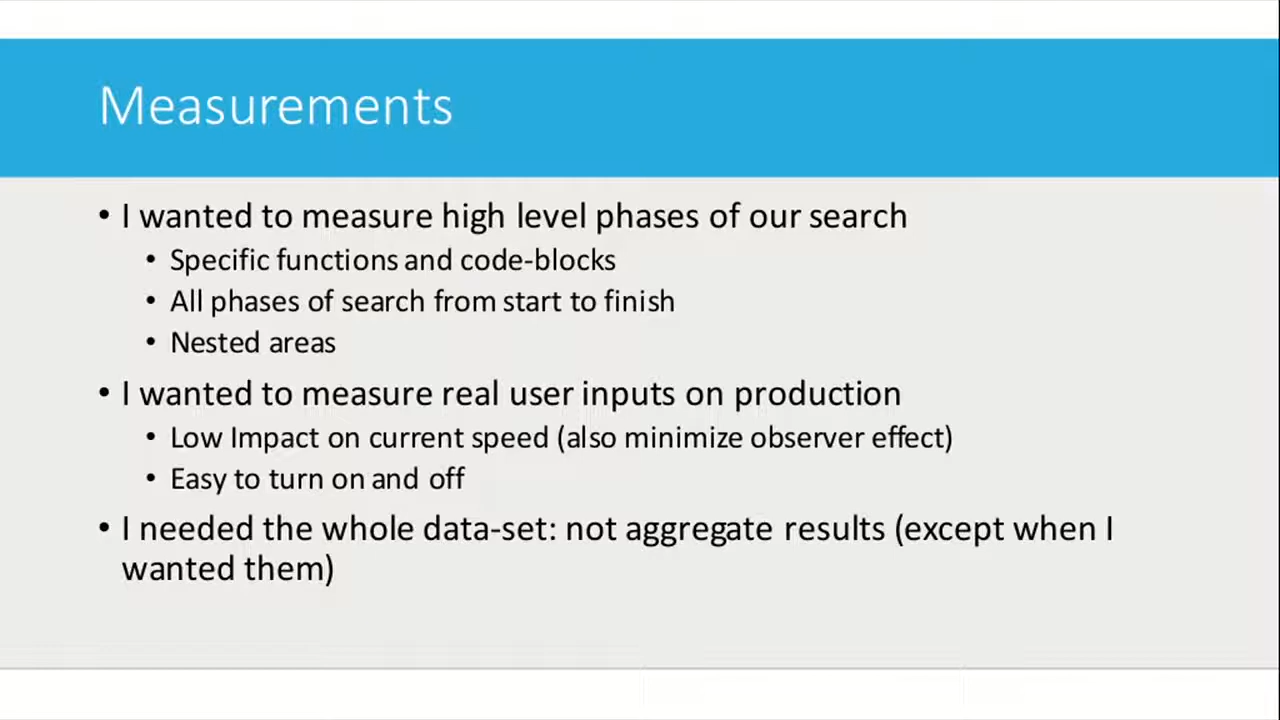 Measurements
• I wanted to measure high level phases of our search
• Specific functions and code-blocks
• All phases of search from start to finish
• Nested areas
• I wanted to measure real user inputs on production
• Low Impact on current speed (also minimize observer effect)
• Easy to turn on and off
• I needed the whole data-set: not aggregate results (except when I
wanted them)